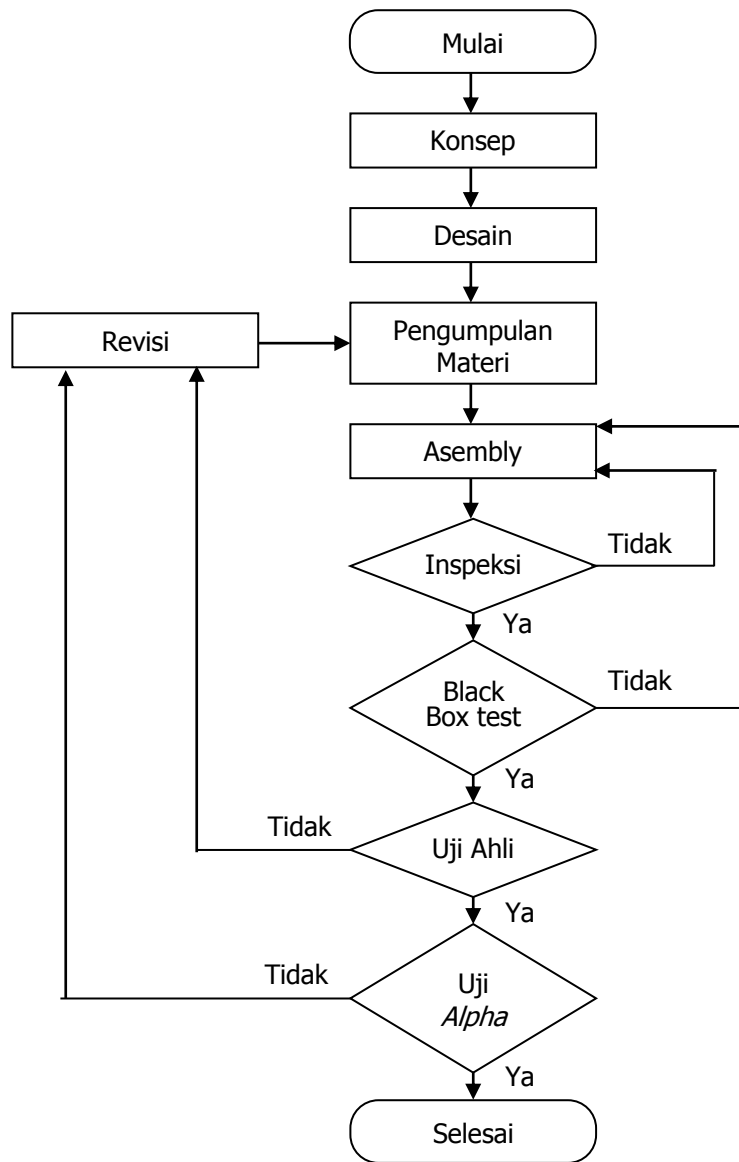 Mulai
Konsep
Desain
Revisi
Pengumpulan
Materi
Asembly
Inspeksi
Tidak
Ya
Black
Box test
Tidak
Ya
Tidak
Uji Ahli
Ya
Tidak
Uji
Alpha
Ya
Selesai